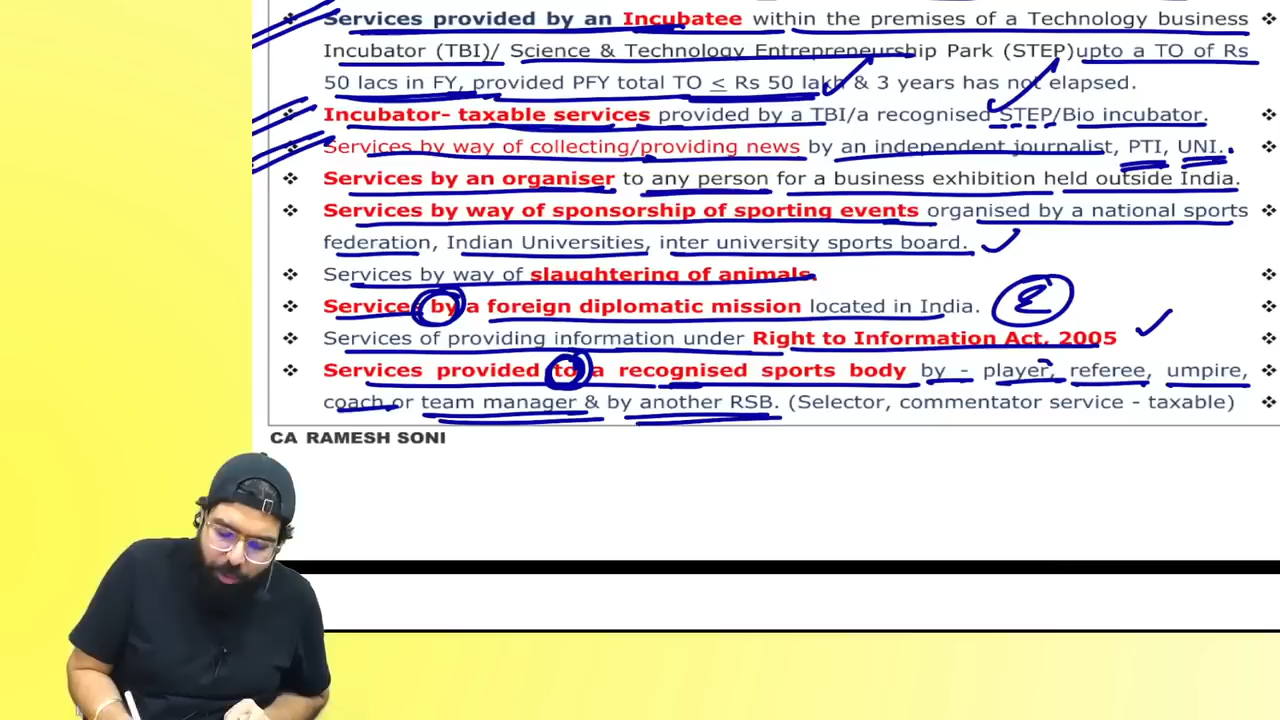 ❖ Services provided by an Incubatee within the premises of a Technology business ❖
Incubator (TBI)/ Science & Technology Entrepreneurship Park (STEP)upto a TO of Rs
50 lacs in FY, provided PFY total TO ≤ Rs 50 lakh & 3 years has not elapsed.
❖ Incubator- taxable services provided by a TBI/a recognised STEP/Bio incubator. ❖
❖ Services by way of collecting/providing news by an independent journalist, PTI, UNI. ❖
❖ Services by an organiser to any person for a business exhibition held outside India. ❖
❖ Services by way of sponsorship of sporting events organised by a national sports ❖
federation, Indian Universities, inter university sports board.
❖ Services by way of slaughtering of animals. ❖
❖ Services by a foreign diplomatic mission located in India. ❖
❖ Services of providing information under Right to Information Act, 2005 ❖
❖ Services provided to a recognised sports body by - player, referee, umpire, ❖
coach or team manager & by another RSB. (Selector, commentator service - taxable) ❖
CA RAMESH SONI